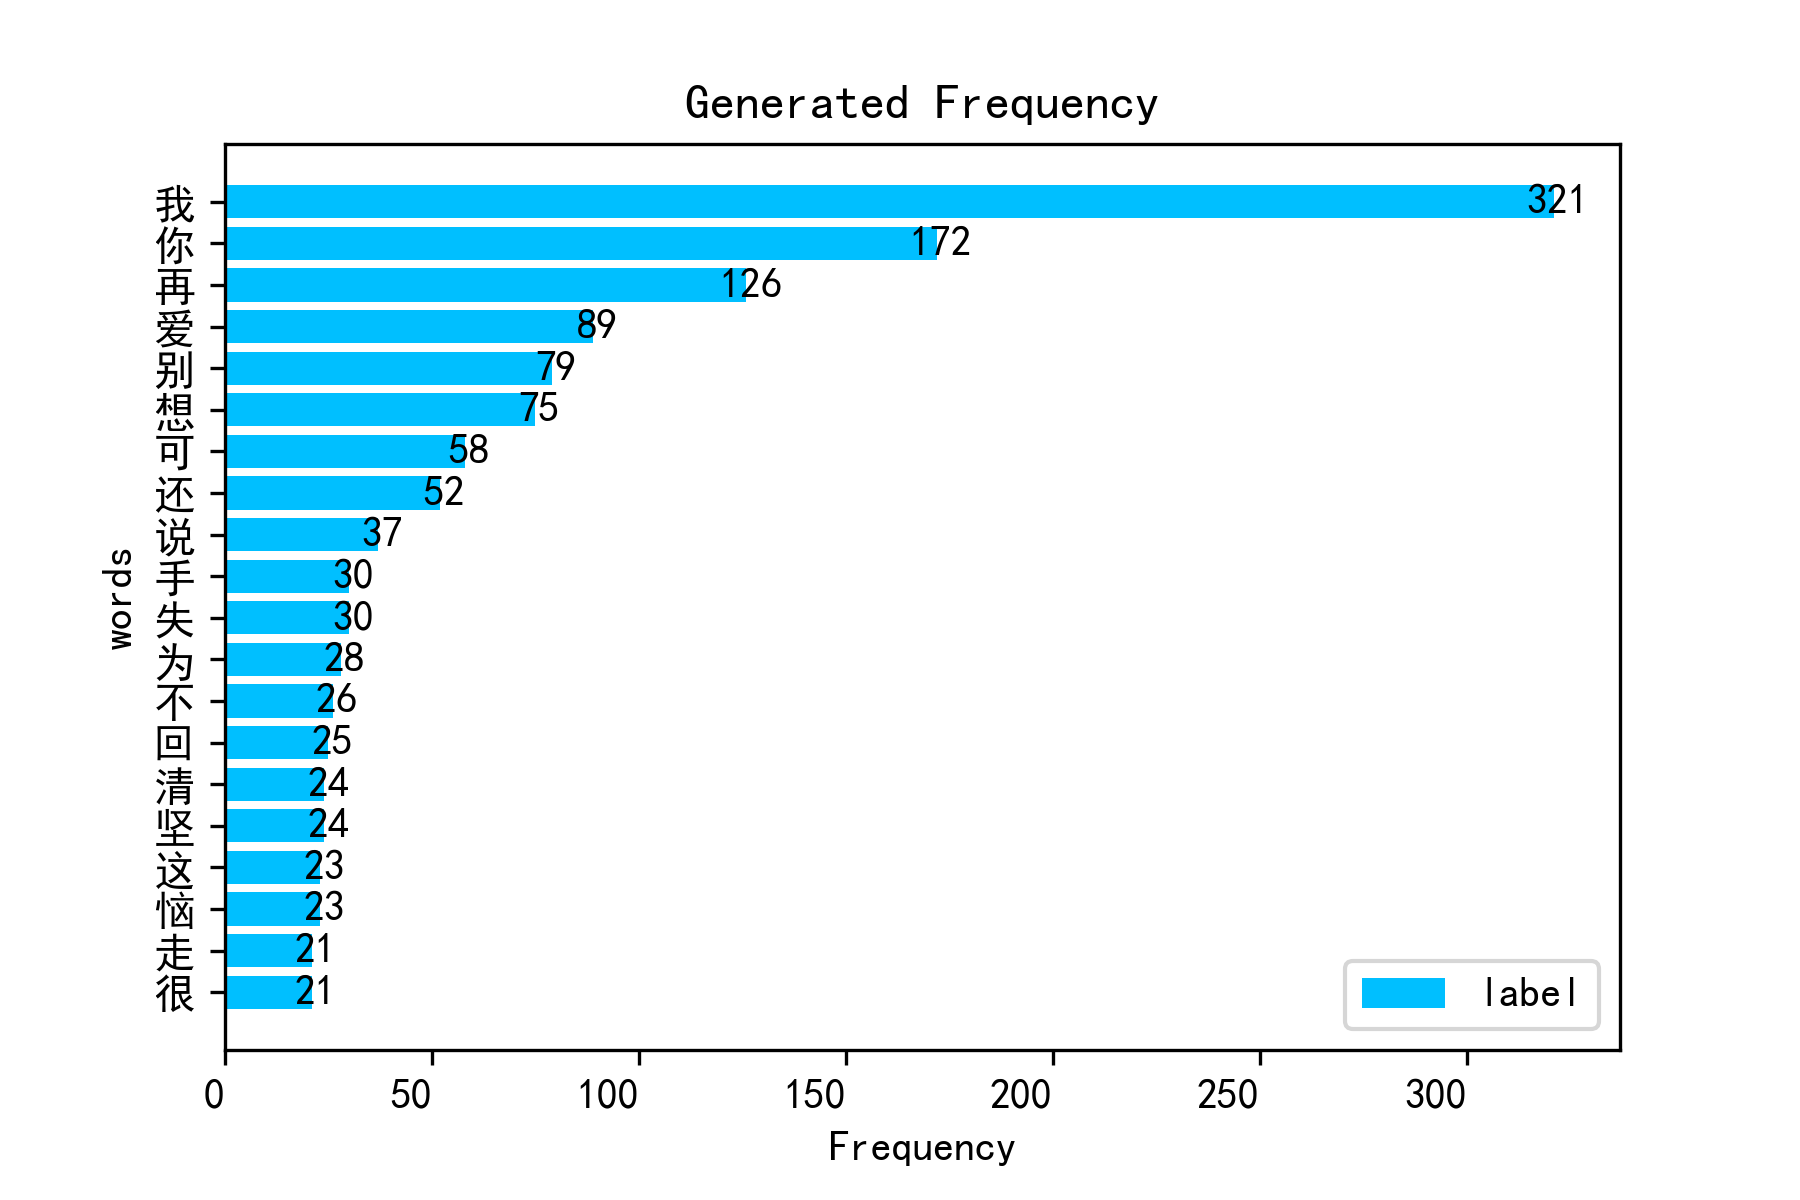 Generated Frequency
我 321
你 172
再 126
爱 89
别 79
想 75
可 58
还 52
说 37
手 30
失 30
为 28
不 26
回 25
清 24
坚 24
这 23
恼 23
走 21
很 21
words
label
0 50 100 150 200 250 300
Frequency